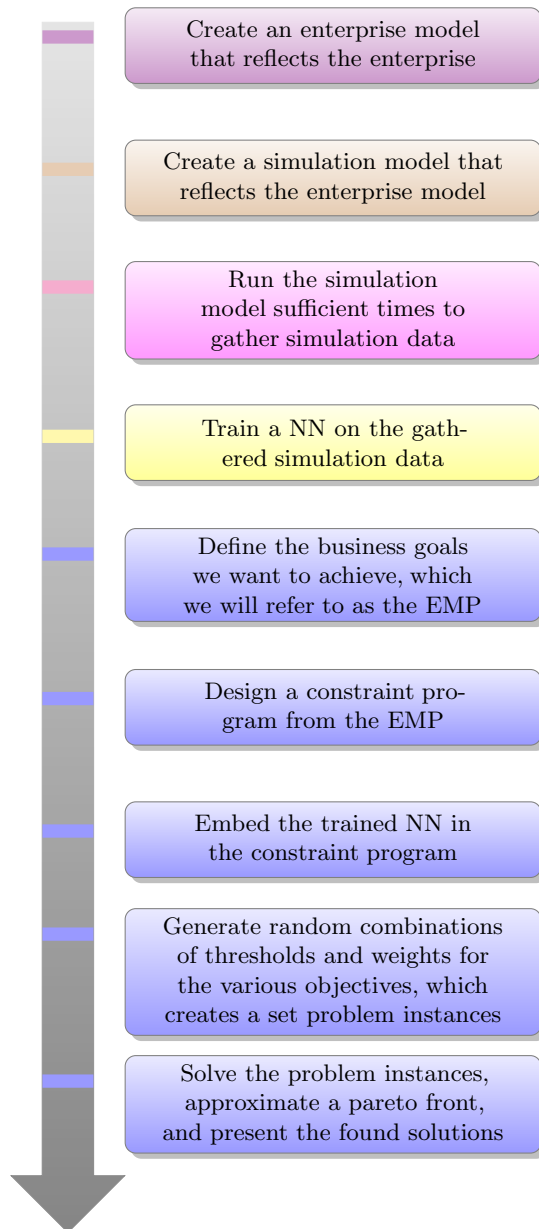 Create an enterprise model
that reflects the enterprise
Create a simulation model that
reflects the enterprise model
Run the simulation
model sufficient times to
gather simulation data
Train a NN on the gath-
ered simulation data
Define the business goals
we want to achieve, which
we will refer to as the EMP
Design a constraint pro-
gram from the EMP
Embed the trained NN in
the constraint program
Generate random combinations
of thresholds and weights for
the various objectives, which
creates a set problem instances
Solve the problem instances,
approximate a pareto front,
and present the found solutions